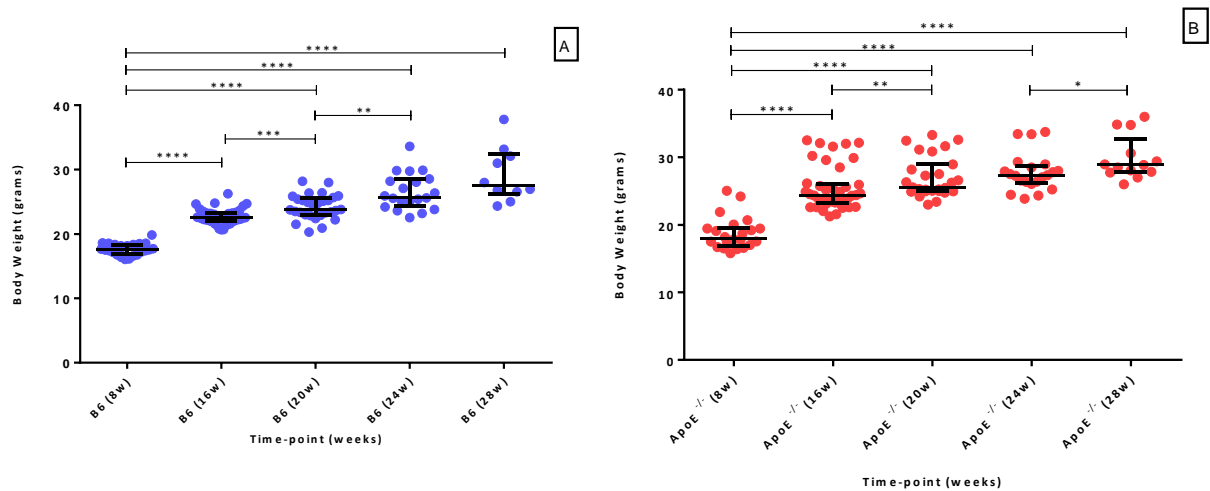 A
****
****
****
**
***
****
40
30
20
10
0
Body Weight (grams)
B6 (8w)
B6 (16w)
B6 (20w)
B6 (24w)
B6 (28w)
Time-point (weeks)
B
****
****
****
**
*
****
40
30
20
10
0
Body Weight (grams)
ApoE -/- (8w)
ApoE -/- (16w)
ApoE -/- (20w)
ApoE -/- (24w)
ApoE -/- (28w)
Time-point (weeks)